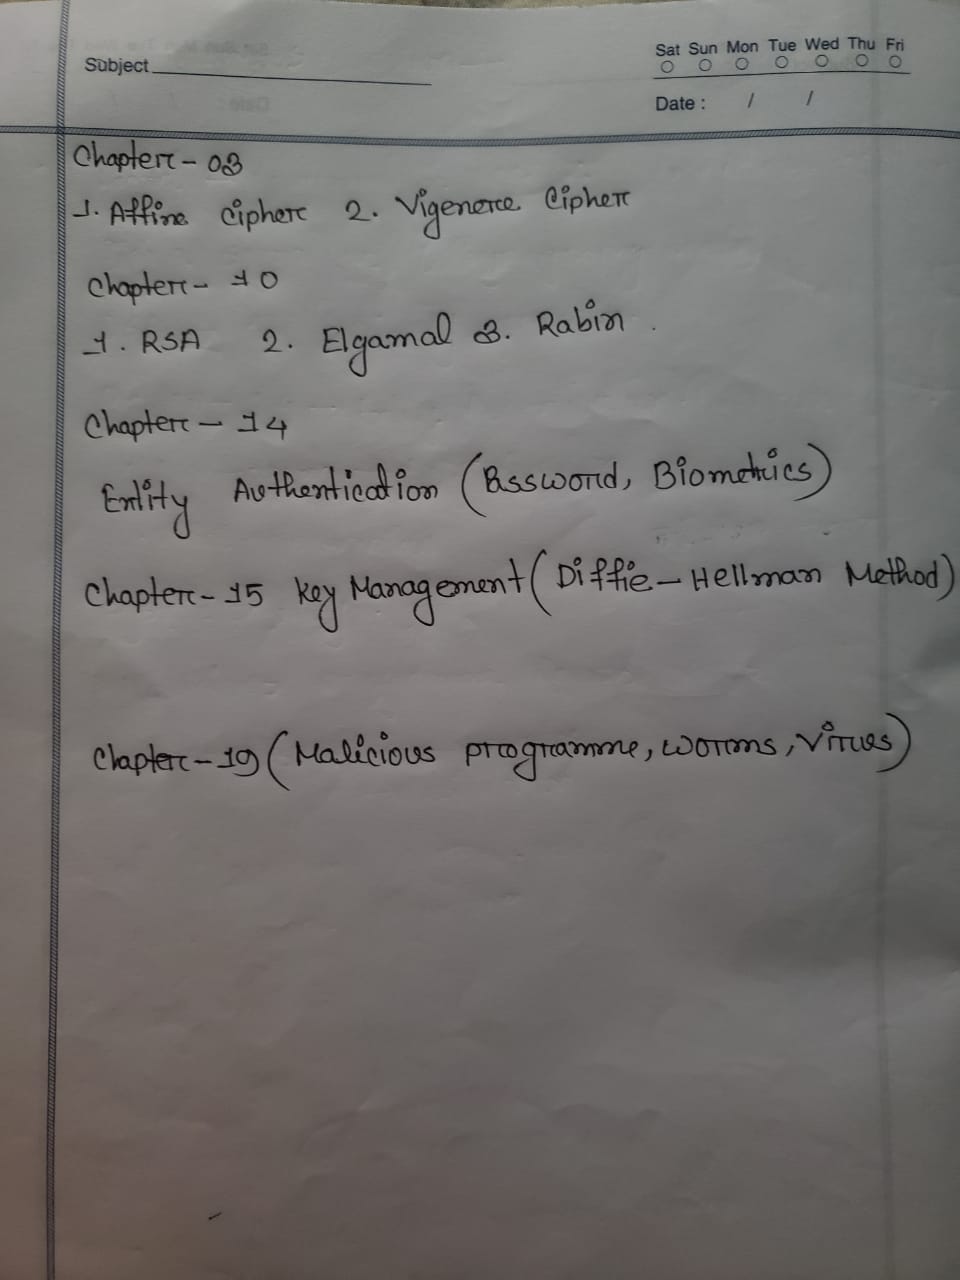 Subject
Sat Sun Mon Tue Wed Thu Fri
Date : / /
Chapter - 03
1. Affine Cipher 2. Vigenere Cipher
Chapter - 10
1. RSA 2. Elgamal 3. Rabin .
Chapter - 14
Entity Authentication (Password, Biometrics)
Chapter - 15 Key Management (Diffie - Hellman Method)
Chapter - 19 (Malicious programme, worms, Virus)